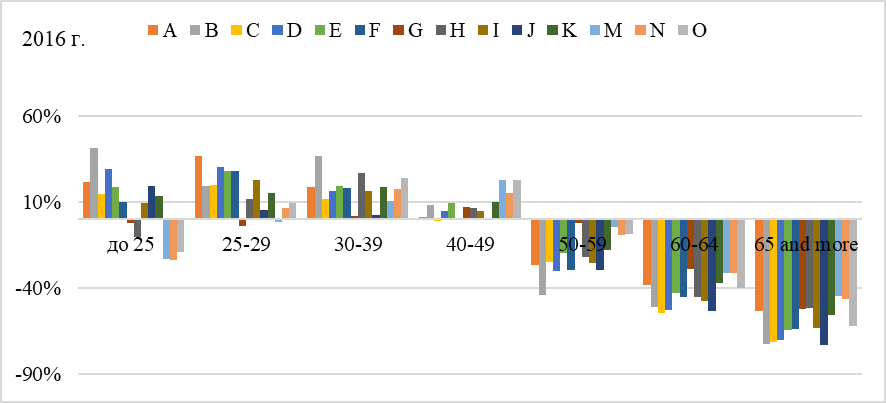 2016 г.
A B C D E F G H I J K M N O
60%
10%
до 25 25-29 30-39 40-49 50-59 60-64 65 and more
-40%
-90%